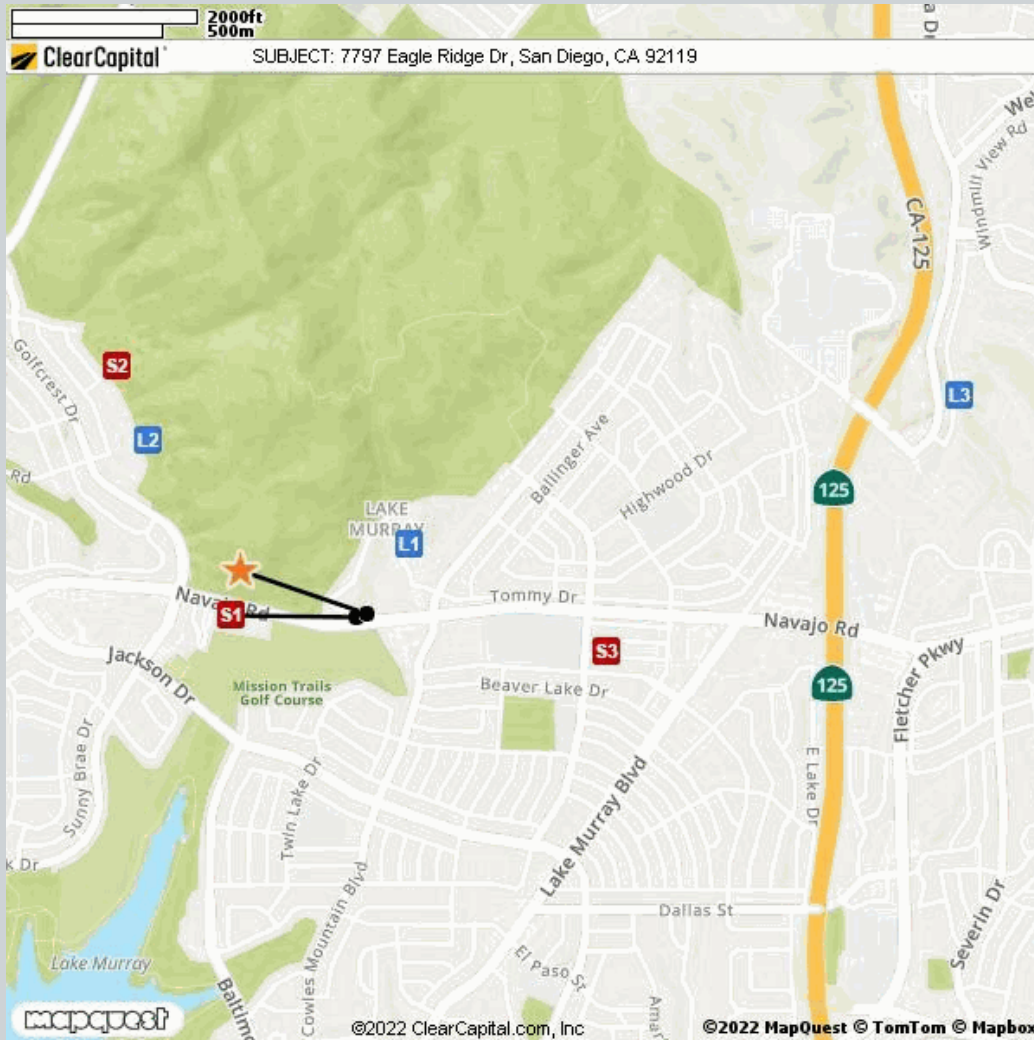 2000ft
500m
ClearCapital
SUBJECT: 7797 Eagle Ridge Dr, San Diego, CA 92119
CA-125
Windmill View Rd
Golfcrest Dr
S2
L2
L3
Rd
Ballinger Ave
Highwood Dr
125
LAKE
MURRAY
L1
Navajo Rd
S1
Tommy Dr
Navajo Rd
S3
Jackson Dr
Mission Trails
Golf Course
Beaver Lake Dr
125
Fletcher Pkwy
Sunny Brae Dr
Twin Lake Dr
E Lake Dr
Lake Murray Blvd
k Dr
Cowles Mountain Blvd
Dallas St
Severin Dr
Lake Murray
El Paso St
Baltim
Amar
mapquest
©2022 ClearCapital.com, Inc
©2022 MapQuest © TomTom © Mapbox